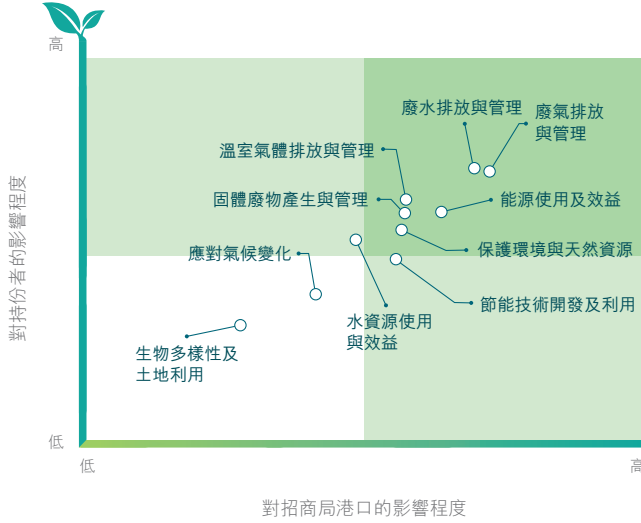 高
廢水排放與管理
廢氣排放
與管理
溫室氣體排放與管理
固體廢物產生與管理
能源使用及效益
應對氣候變化
保護環境與天然資源
節能技術開發及利用
水資源使用
與效益
生物多樣性及
土地利用
對持份者的影響程度
低
低
高
對招商局港口的影響程度